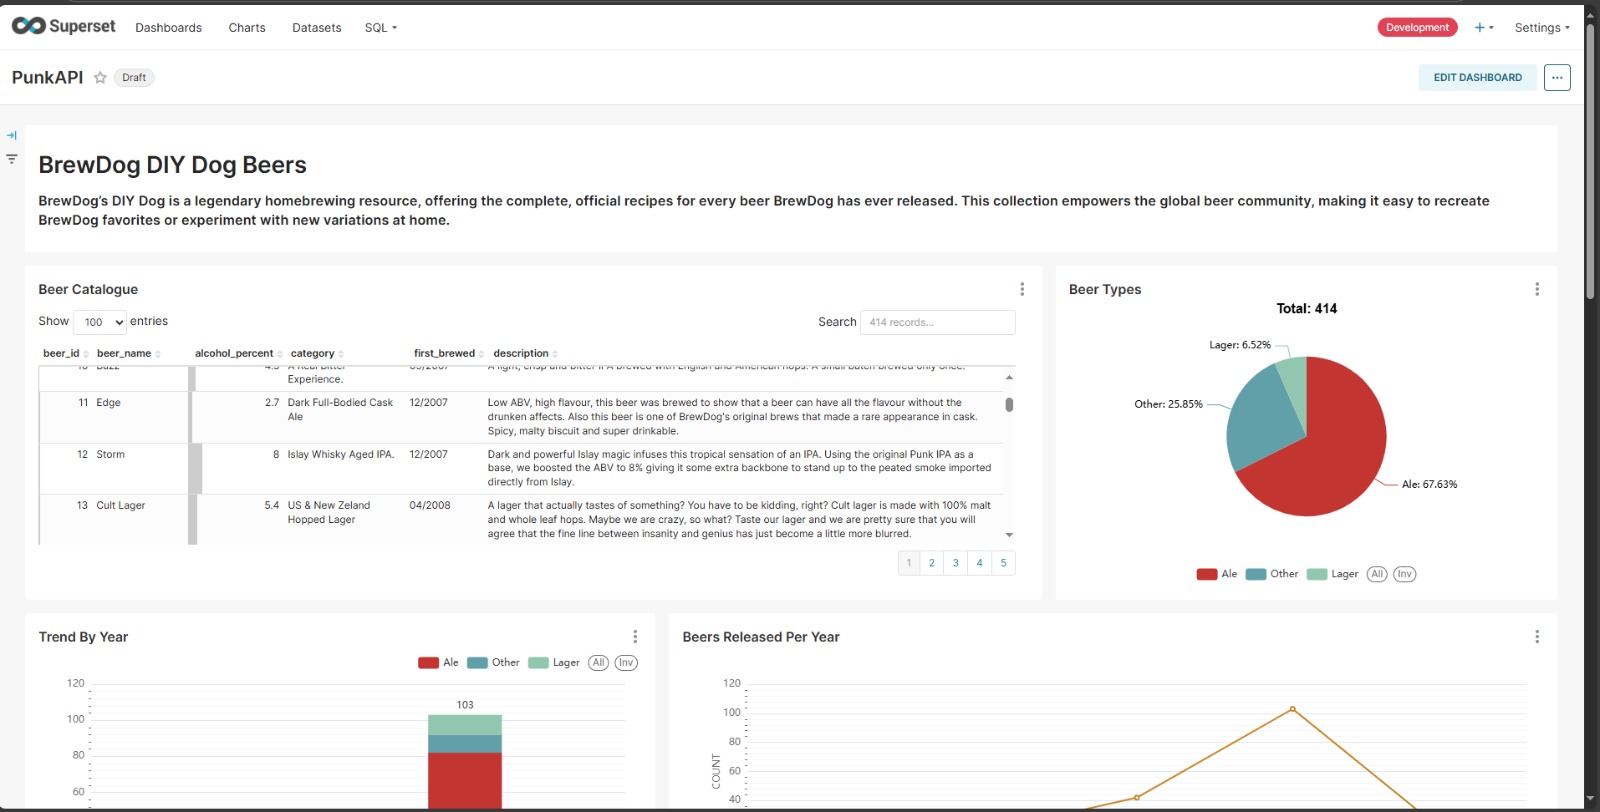 Superset Dashboards Charts Datasets SQL Development + Settings
PunkAPI Draft EDIT DASHBOARD ...
BrewDog DIY Dog Beers
BrewDog’s DIY Dog is a legendary homebrewing resource, offering the complete, official recipes for every beer BrewDog has ever released. This collection empowers the global beer community, making it easy to recreate
BrewDog favorites or experiment with new variations at home.
Beer Catalogue
Show 100 entries Search 414 records...
beer_id beer_name alcohol_percent category first_brewed description
Experience.
11 Edge 2.7 Dark Full-Bodied Cask 12/2007 Low ABV, high flavour, this beer was brewed to show that a beer can have all the flavour without the
Ale drunken affects. Also this beer is one of BrewDog's original brews that made a rare appearance in cask.
Spicy, malty biscuit and super drinkable.
12 Storm 8 Islay Whisky Aged IPA. 12/2007 Dark and powerful Islay magic infuses this tropical sensation of an IPA. Using the original Punk IPA as a
base, we boosted the ABV to 8% giving it some extra backbone to stand up to the peated smoke imported
directly from Islay.
13 Cult Lager 5.4 US & New Zeland 04/2008 A lager that actually tastes of something? You have to be kidding, right? Cult lager is made with 100% malt
Hopped Lager and whole leaf hops. Maybe we are crazy, so what? Taste our lager and we are pretty sure that you will
agree that the fine line between insanity and genius has just become a little more blurred.
1 2 3 4 5
Beer Types
Total: 414
Lager: 6.52%
Other: 25.85%
Ale: 67.63%
Ale Other Lager All Inv
Trend By Year
Ale Other Lager All Inv
120
103
100
80
60
Beers Released Per Year
120
100
80
60
40
COUNT